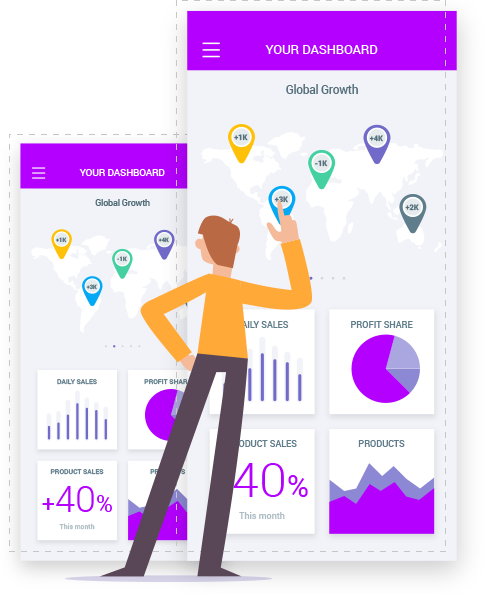 YOUR DASHBOARD
Global Growth
+1K
-1K
+4K
+3K
+2K
AILY SALES
PROFIT SHARE
ODUCT SALES
40%
This month
PRODUCTS
YOUR DASHBOARD
Global Growth
+1K
-1K
+4K
+3K
DAILY SALES
PROFIT SHAR
PRODUCT SALES
+40%
This month